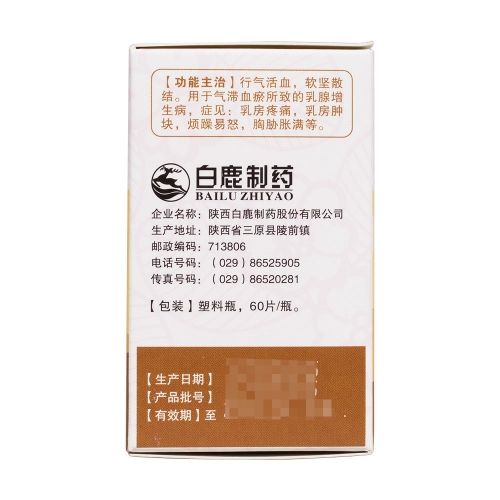 【功能主治】行气活血，软坚散
结。用于气滞血瘀所致的乳腺增
生病，症见：乳房疼痛，乳房肿
块，烦躁易怒，胸胁胀满等。
白鹿制药
BAILU ZHIYAO
企业名称：陕西白鹿制药股份有限公司
生产地址：陕西省三原县陵前镇
邮政编码：713806
电话号码：（029）86525905
传真号码：（029）86520281
【包装】塑料瓶，60片/瓶。
【生产日期】
【产品批号】
【有效期】至